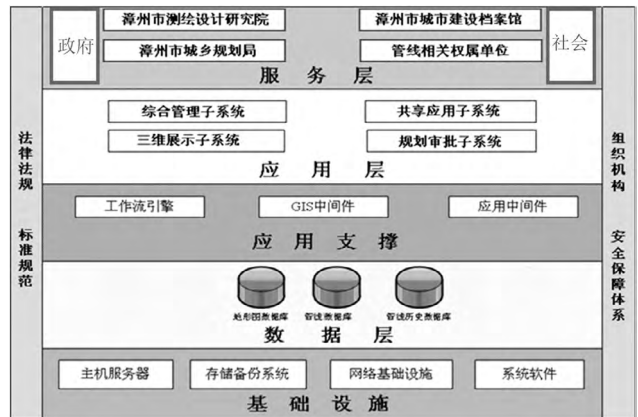 漳州市测绘设计研究院
漳州市城市建设档案馆
政府
社会
漳州市城乡规划局
管线相关权属单位
服务层
综合管理子系统
共享应用子系统
三维展示子系统
规划审批子系统
应用层
工作流引擎
GIS中间件
应用中间件
应用支撑
地形图数据库
管线数据库
管线历史数据库
数据层
主机服务器
存储备份系统
网络基础设施
系统软件
基础设施
法律法规
标准规范
组织机构
安全保障体系